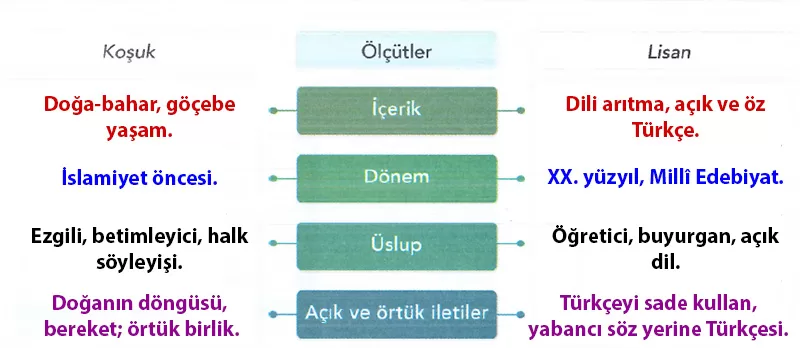 Koşuk Ölçütler Lisan
Doğa-bahar, göçebe
yaşam.
İçerik
Dili arıtma, açık ve öz
Türkçe.
İslamiyet öncesi.
Dönem
XX. yüzyıl, Millî Edebiyat.
Ezgili, betimleyici, halk
söyleyişi.
Üslup
Öğretici, buyurgan, açık
dil.
Doğanın döngüsü,
bereket; örtük birlik.
Açık ve örtük iletiler
Türkçeyi sade kullan,
yabancı söz yerine Türkçesi.